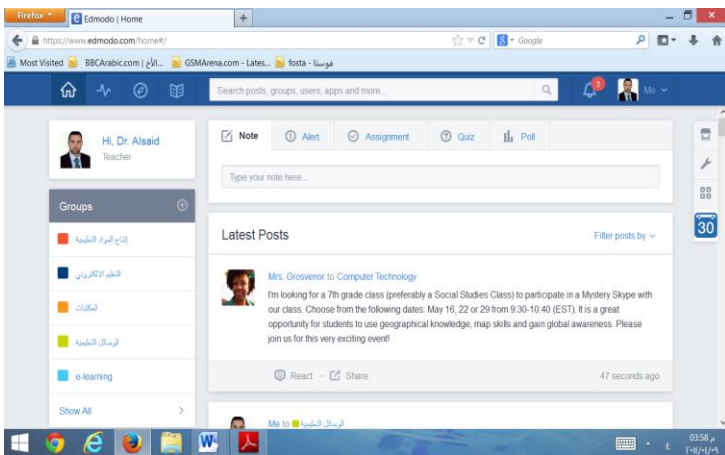 Firefox
Edmodo | Home
https://www.edmodo.com/home#/
Google
Most Visited
BBCArabic.com | الأخ...
GSMArena.com - Lates...
فوستا - fosta
Search posts, groups, users, apps and more...
3
Me
Hi, Dr. Alsaid
Teacher
Note
Alert
Assignment
Quiz
Poll
Type your note here...
Groups
إنتاج المواد التعليمية
التعليم الالكتروني
المكتبات
الوسائل التعليمية
e-learning
Show All
Latest Posts
Filter posts by
30
Mrs. Grosvenor to Computer Technology
I'm looking for a 7th grade class (preferably a Social Studies Class) to participate in a Mystery Skype with
our class. Choose from the following dates: May 16, 22 or 29 from 9:30-10:40 (EST). It is a great
opportunity for students to use geographical knowledge, map skills and gain global awareness. Please
join us for this very exciting event!
React
Share
47 seconds ago
Me to الوسائل التعليمية
ع
03:58 م
٢٠١٤/٠٤/٠٩